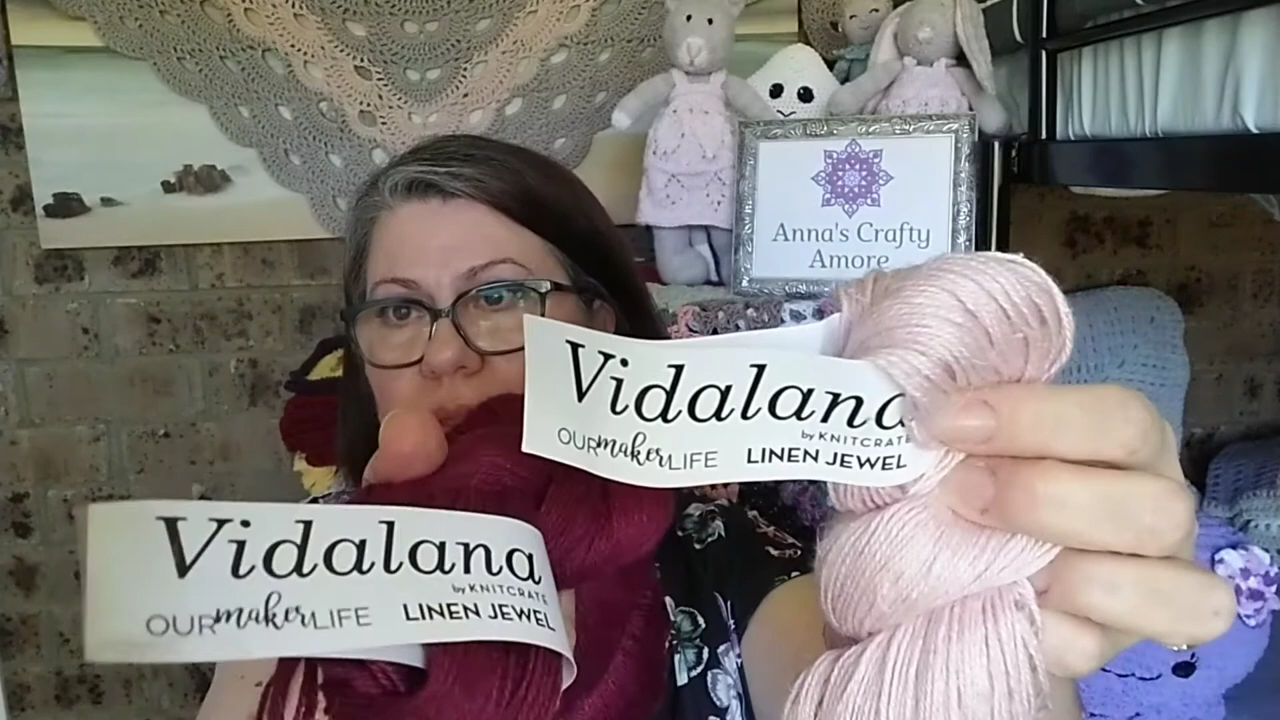 Anna's Crafty
Amore
Vidalana
by KNITCRATE
OUR maker LIFE LINEN JEWEL
Vidalana
by KNITCRATE
OUR maker LIFE LINEN JEWEL